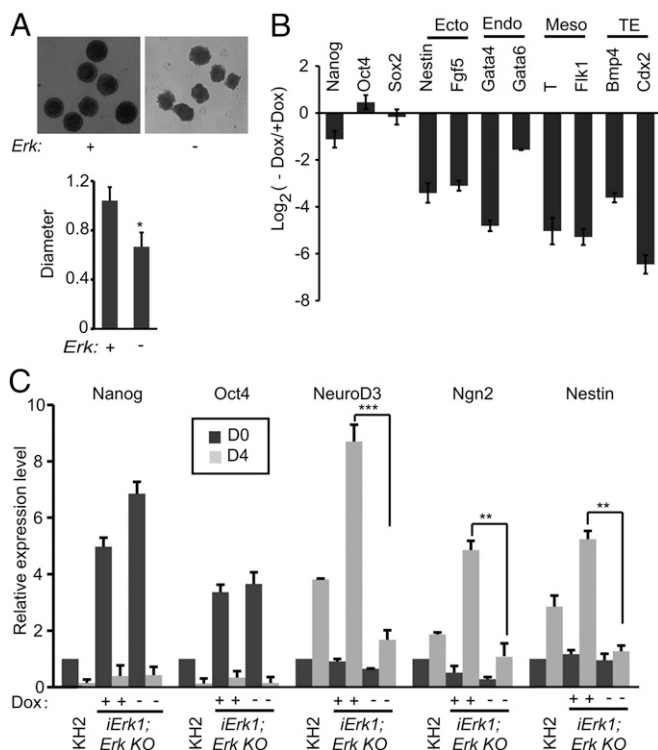 A
Erk: + -
Diameter
1.2
0.8
0.4
0
*
Erk: + -
B
Ecto Endo Meso TE
Nanog Oct4 Sox2 Nestin Fgf5 Gata4 Gata6 T Flk1 Bmp4 Cdx2
Log2( - Dox/+Dox)
2
0
-2
-4
-6
-8
C
Nanog Oct4 NeuroD3 Ngn2 Nestin
Relative expression level
10
8
6
4
2
0
D0
D4
*** ** **
Dox: + + - - + + - - + + - - + + - - + + - -
KH2 iErk1; KH2 iErk1; KH2 iErk1; KH2 iErk1; KH2 iErk1;
Erk KO Erk KO Erk KO Erk KO Erk KO